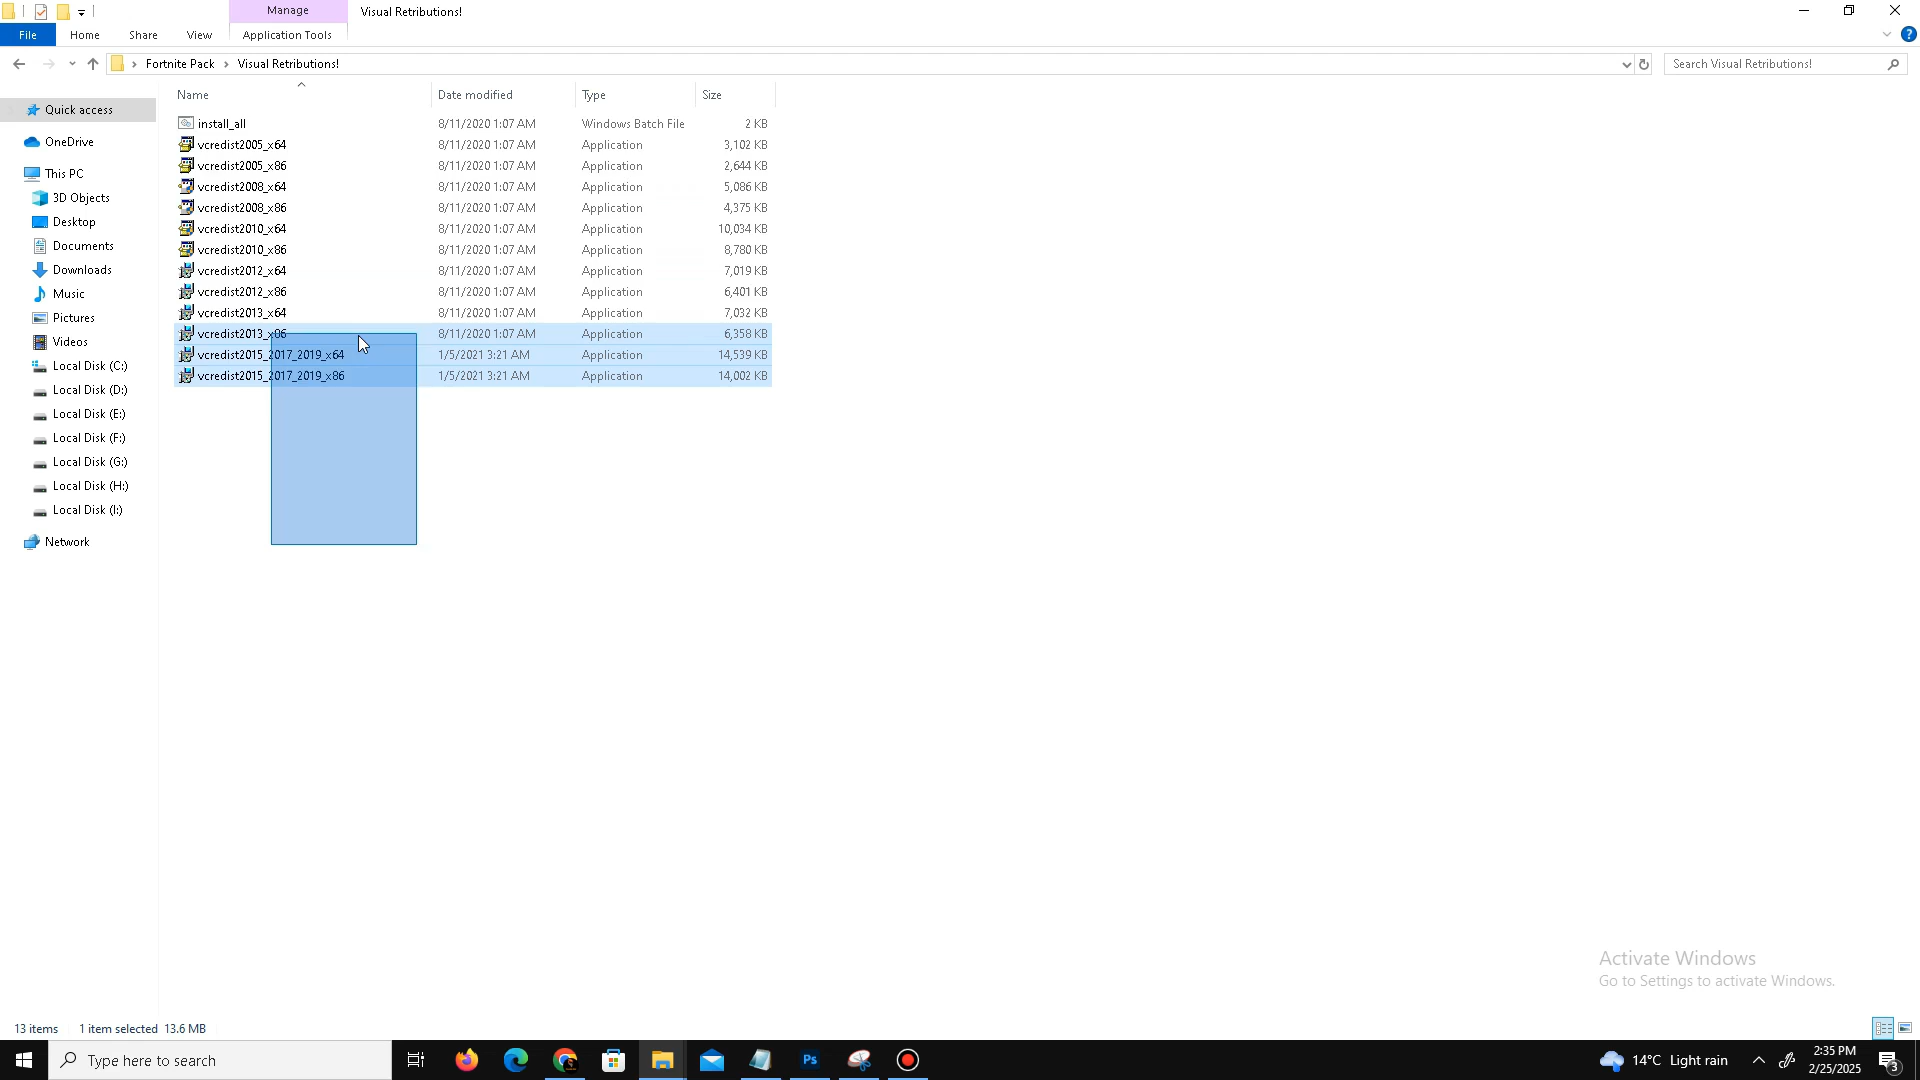 Manage
Visual Retributions!
File
Home
Share
View
Application Tools
Fortnite Pack
Visual Retributions!
Search Visual Retributions!
Name
Date modified
Type
Size
Quick access
OneDrive
This PC
3D Objects
Desktop
Documents
Downloads
Music
Pictures
Videos
Local Disk (C:)
Local Disk (D:)
Local Disk (E:)
Local Disk (F:)
Local Disk (G:)
Local Disk (H:)
Local Disk (I:)
Network
install_all 8/11/2020 1:07 AM Windows Batch File 2 KB
vcredist2005_x64 8/11/2020 1:07 AM Application 3,102 KB
vcredist2005_x86 8/11/2020 1:07 AM Application 2,644 KB
vcredist2008_x64 8/11/2020 1:07 AM Application 5,086 KB
vcredist2008_x86 8/11/2020 1:07 AM Application 4,375 KB
vcredist2010_x64 8/11/2020 1:07 AM Application 10,034 KB
vcredist2010_x86 8/11/2020 1:07 AM Application 8,780 KB
vcredist2012_x64 8/11/2020 1:07 AM Application 7,019 KB
vcredist2012_x86 8/11/2020 1:07 AM Application 6,401 KB
vcredist2013_x64 8/11/2020 1:07 AM Application 7,032 KB
vcredist2013_x86 8/11/2020 1:07 AM Application 6,358 KB
vcredist2015_2017_2019_x64 1/5/2021 3:21 AM Application 14,539 KB
vcredist2015_2017_2019_x86 1/5/2021 3:21 AM Application 14,002 KB
Activate Windows
Go to Settings to activate Windows.
13 items 1 item selected 13.6 MB
Type here to search
Ps
14°C Light rain
2:35 PM
2/25/2025
3